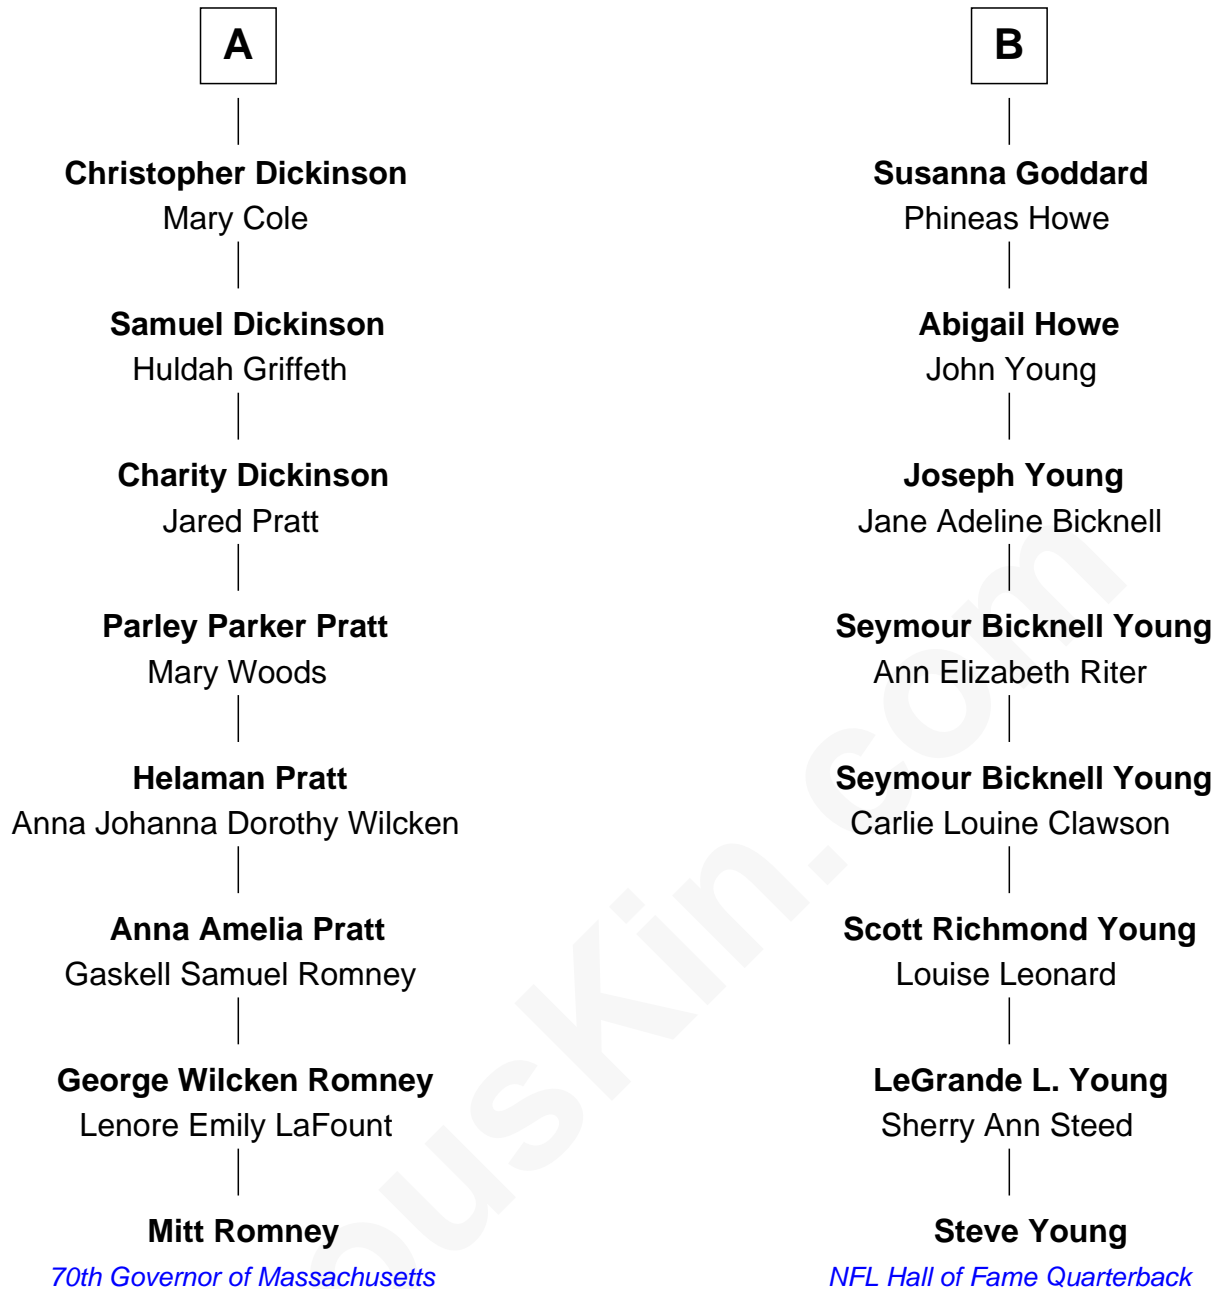 A
Christopher Dickinson
Mary Cole
Samuel Dickinson
Huldah Griffeth
Charity Dickinson
Jared Pratt
Parley Parker Pratt
Mary Woods
Helaman Pratt
Anna Johanna Dorothy Wilcken
Anna Amelia Pratt
Gaskell Samuel Romney
George Wilcken Romney
Lenore Emily LaFount
Mitt Romney
70th Governor of Massachusetts
B
Susanna Goddard
Phineas Howe
Abigail Howe
John Young
Joseph Young
Jane Adeline Bicknell
Seymour Bicknell Young
Ann Elizabeth Riter
Seymour Bicknell Young
Carlie Louine Clawson
Scott Richmond Young
Louise Leonard
LeGrande L. Young
Sherry Ann Steed
Steve Young
NFL Hall of Fame Quarterback
ousKin.com